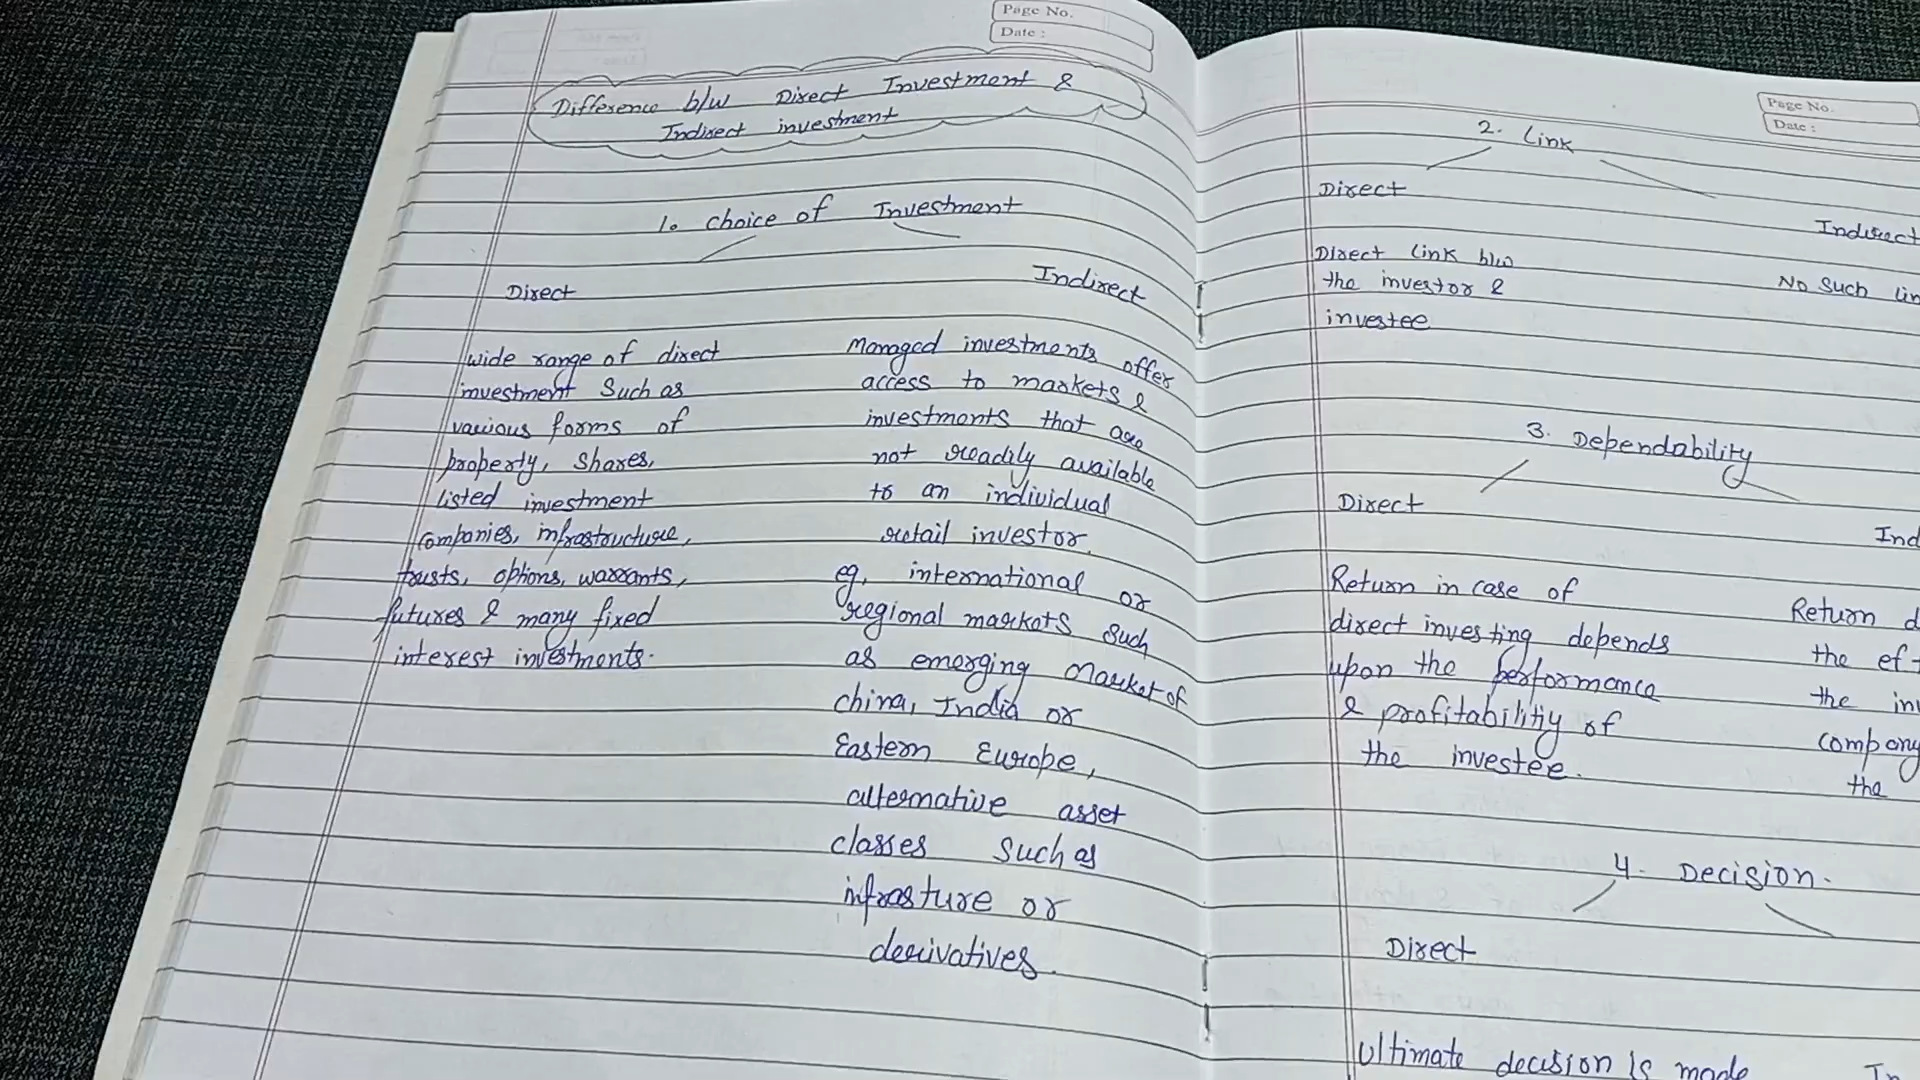 Page No.
Date :
Difference b/w Direct Investment &
Indirect investment
1. Choice of Investment
Direct
Indirect
wide range of direct
investment Such as
various forms of
property, shares,
listed investment
companies, infrastructure,
trusts, options, warrants,
futures & many fixed
interest investments.
Managed investments offer
access to markets &
investments that are
not readily available
to an individual
retail investor.
eg, international or
regional markets such
as emerging market of
china, India or
Eastern Europe,
alternative asset
classes such as
infrasture or
derivatives.
Page No.
Date :
2. Link
Direct
Indirect
Direct link b/w
the investor &
investee
No Such
3. Dependability
Direct
Return in case of
direct investing depends
upon the performance
& profitabilitiy of
the investee.
Return
the
the
company
the
4. Decision.
Direct
Ultimate decision is made